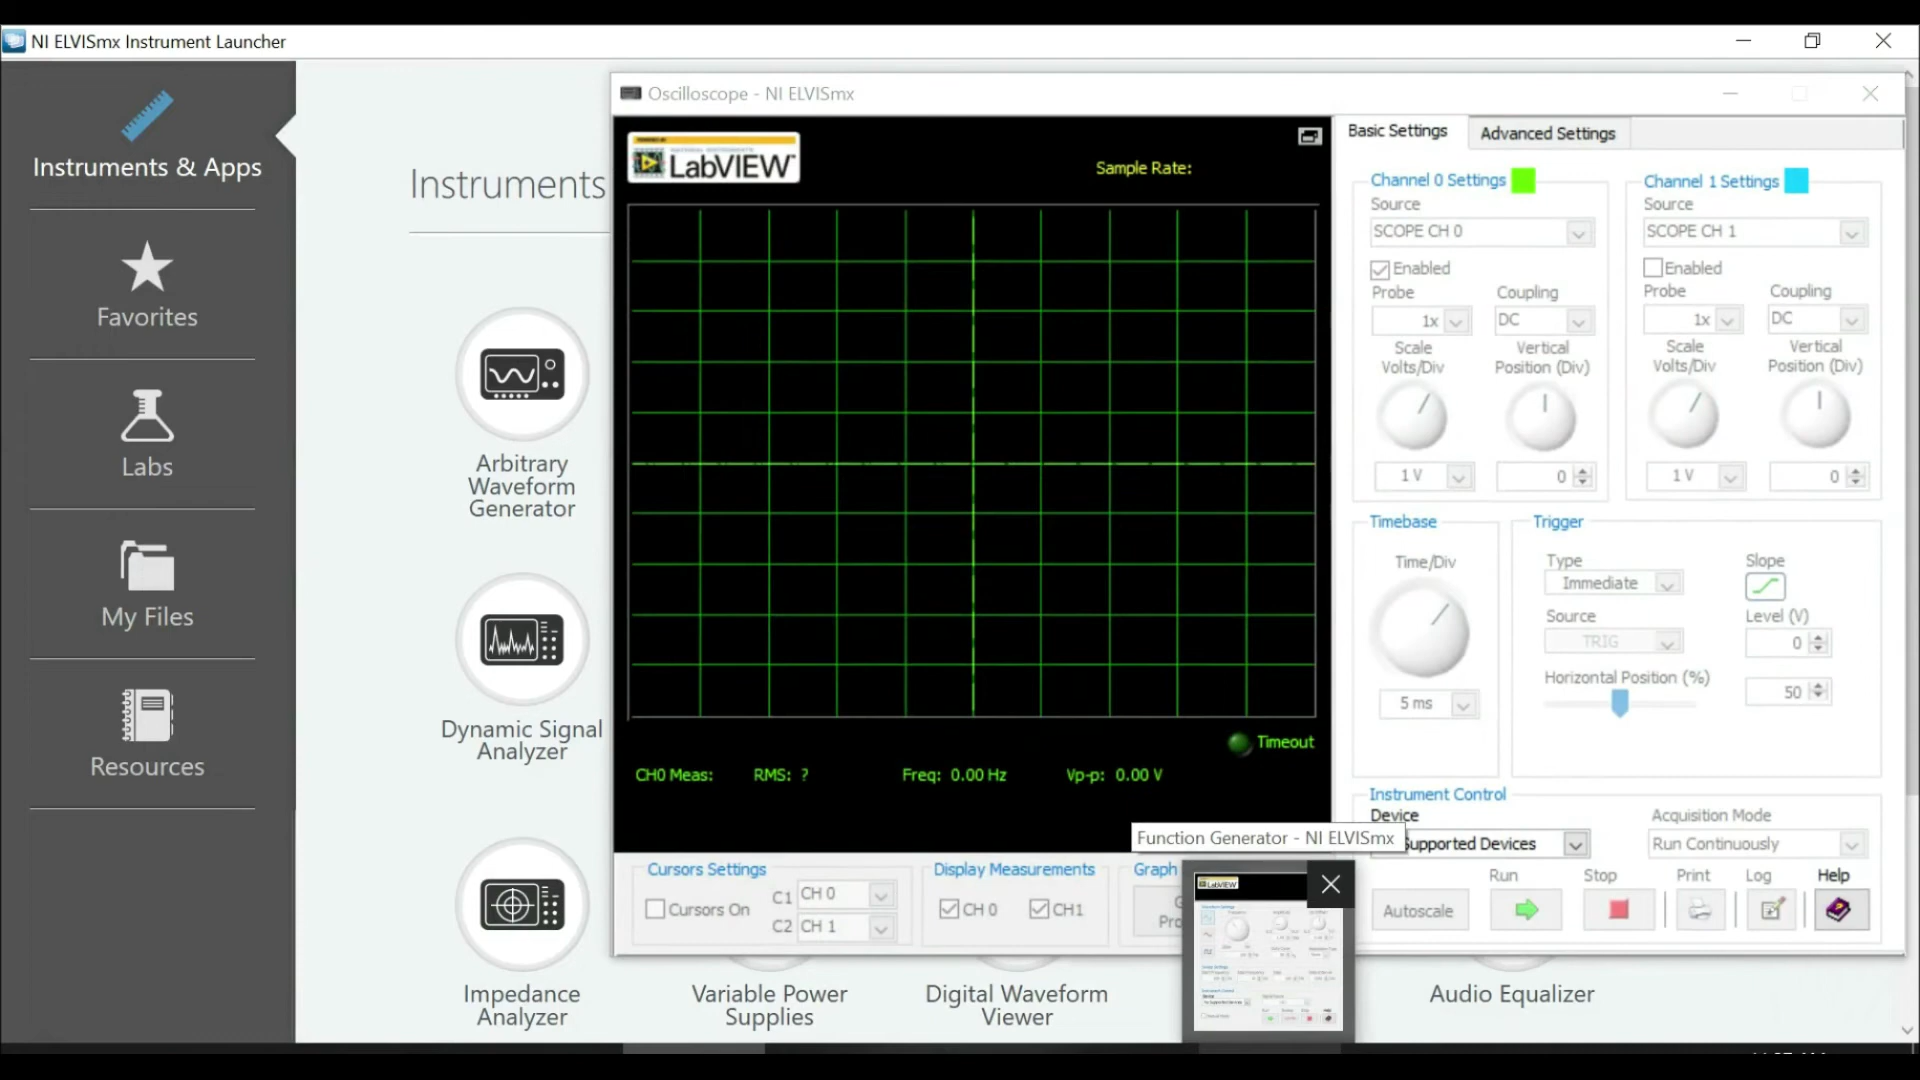 NI ELVISmx Instrument Launcher
Instruments & Apps
Favorites
Labs
My Files
Resources
Instruments
Arbitrary
Waveform
Generator
Dynamic Signal
Analyzer
Impedance
Analyzer
Variable Power
Supplies
Digital Waveform
Viewer
Audio Equalizer
Oscilloscope - NI ELVISmx
LabVIEW
Sample Rate:
Timeout
CH0 Meas: RMS: ? Freq: 0.00 Hz Vp-p: 0.00 V
Basic Settings
Advanced Settings
Channel 0 Settings
Source
SCOPE CH 0
Enabled
Probe Coupling
1x DC
Scale Vertical
Volts/Div Position (Div)
1 V 0
Channel 1 Settings
Source
SCOPE CH 1
Enabled
Probe Coupling
1x DC
Scale Vertical
Volts/Div Position (Div)
1 V 0
Timebase
Time/Div
5 ms
Trigger
Type Slope
Immediate
Source Level (V)
TRIG 0
Horizontal Position (%)
50
Instrument Control
Device Acquisition Mode
Supported Devices Run Continuously
Run Stop Print Log Help
Autoscale
Cursors Settings
Cursors On
C1 CH 0
C2 CH 1
Display Measurements
CH 0 CH1
Graph
Function Generator - NI ELVISmx
LabVIEW